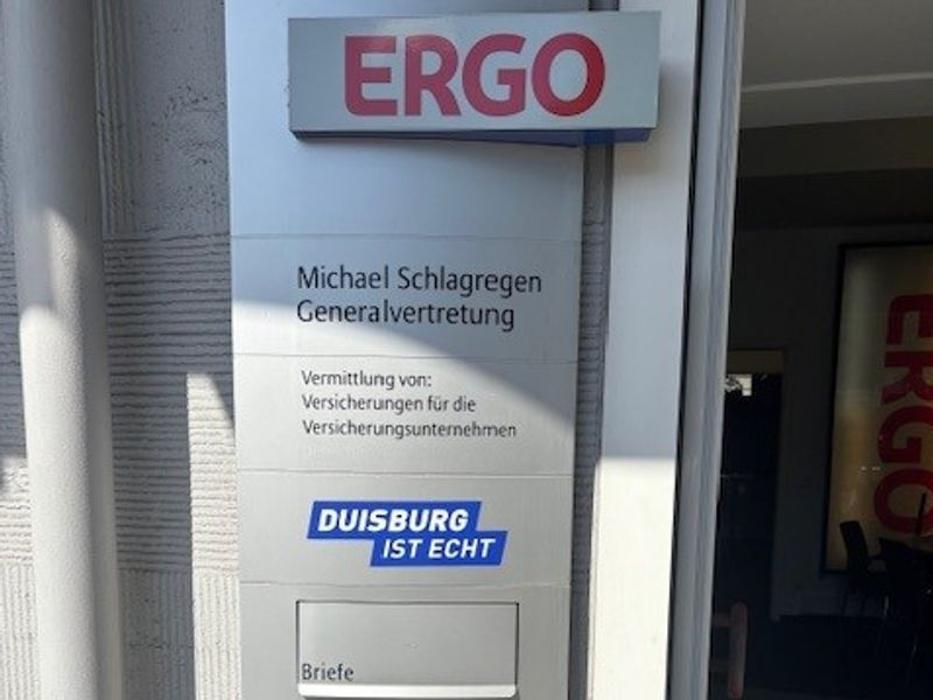 ERGO
Michael Schlagregen
Generalvertretung
Vermittlung von:
Versicherungen für die
Versicherungsunternehmen
DUISBURG
IST ECHT
Briefe
ERGO